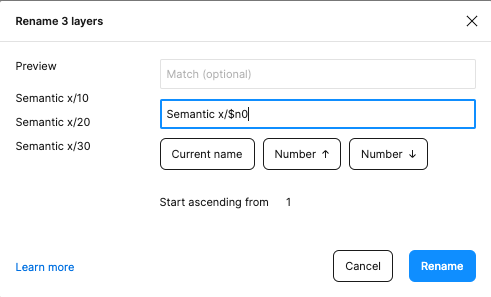 Rename 3 layers
Preview
Match (optional)
Semantic x/10
Semantic x/20
Semantic x/30
Semantic x/$n0
Current name
Number ↑
Number ↓
Start ascending from 1
Learn more
Cancel
Rename